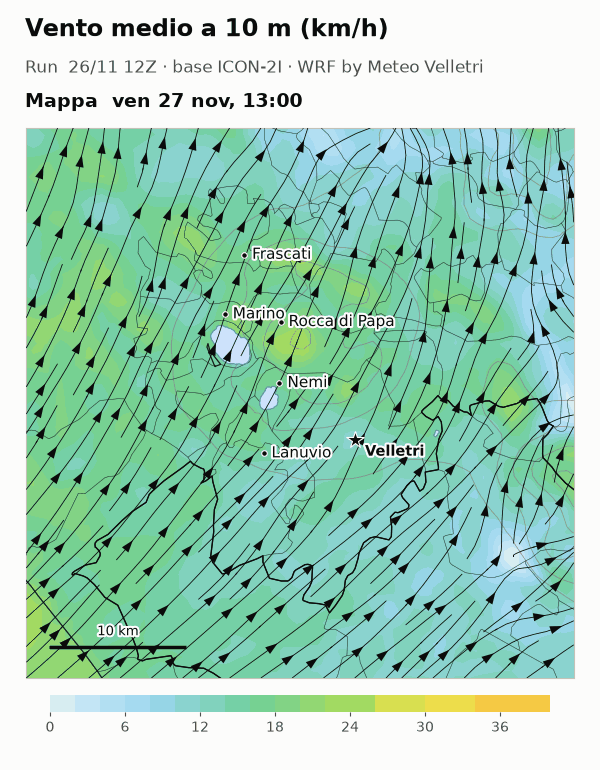 Vento medio a 10 m (km/h)
Run 26/11 12Z · base ICON-2I · WRF by Meteo Velletri
Mappa ven 27 nov, 13:00
Frascati
Marino
Rocca di Papa
Nemi
Velletri
Lanuvio
10 km
0 6 12 18 24 30 36